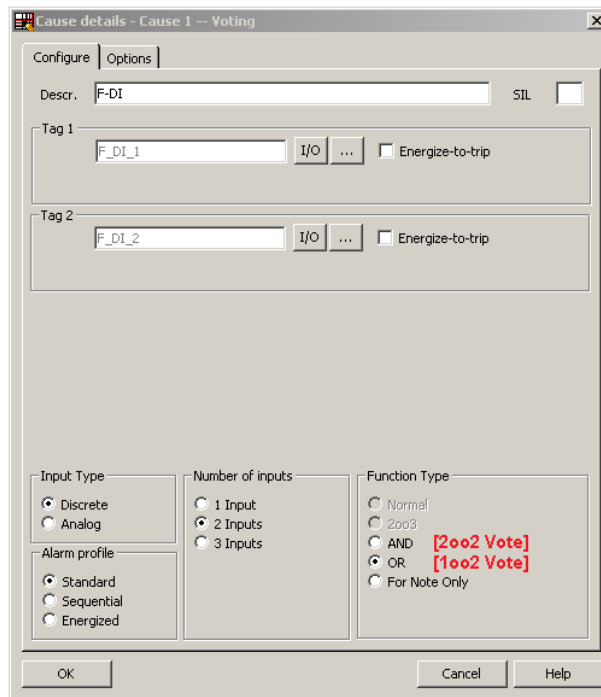 Cause details - Cause 1 -- Voting
Configure Options
Descr. F-DI SIL
Tag 1
F_DI_1 I/O ... Energize-to-trip
Tag 2
F_DI_2 I/O ... Energize-to-trip
Input Type
Discrete
Analog
Alarm profile
Standard
Sequential
Energized
Number of inputs
1 Input
2 Inputs
3 Inputs
Function Type
Normal
2oo3
AND [2oo2 Vote]
OR [1oo2 Vote]
For Note Only
OK Cancel Help